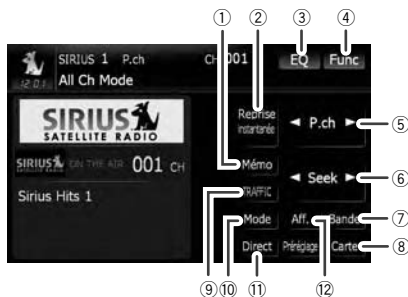 ① ② ③ ④
SIRIUS 1 P.ch CH 001 EQ Func
12:01 All Ch Mode
SIRIUS
SATELLITE RADIO
SIRIUS ON THE AIR 001 CH
Sirius Hits 1
Reprise
instantanée
◄ P.ch ► ⑤
Mémo
TRAFFIC
◄ Seek ► ⑥
Mode Aff. Bande ⑦
Direct Préréglage Carte ⑧
⑨ ⑩ ⑪ ⑫